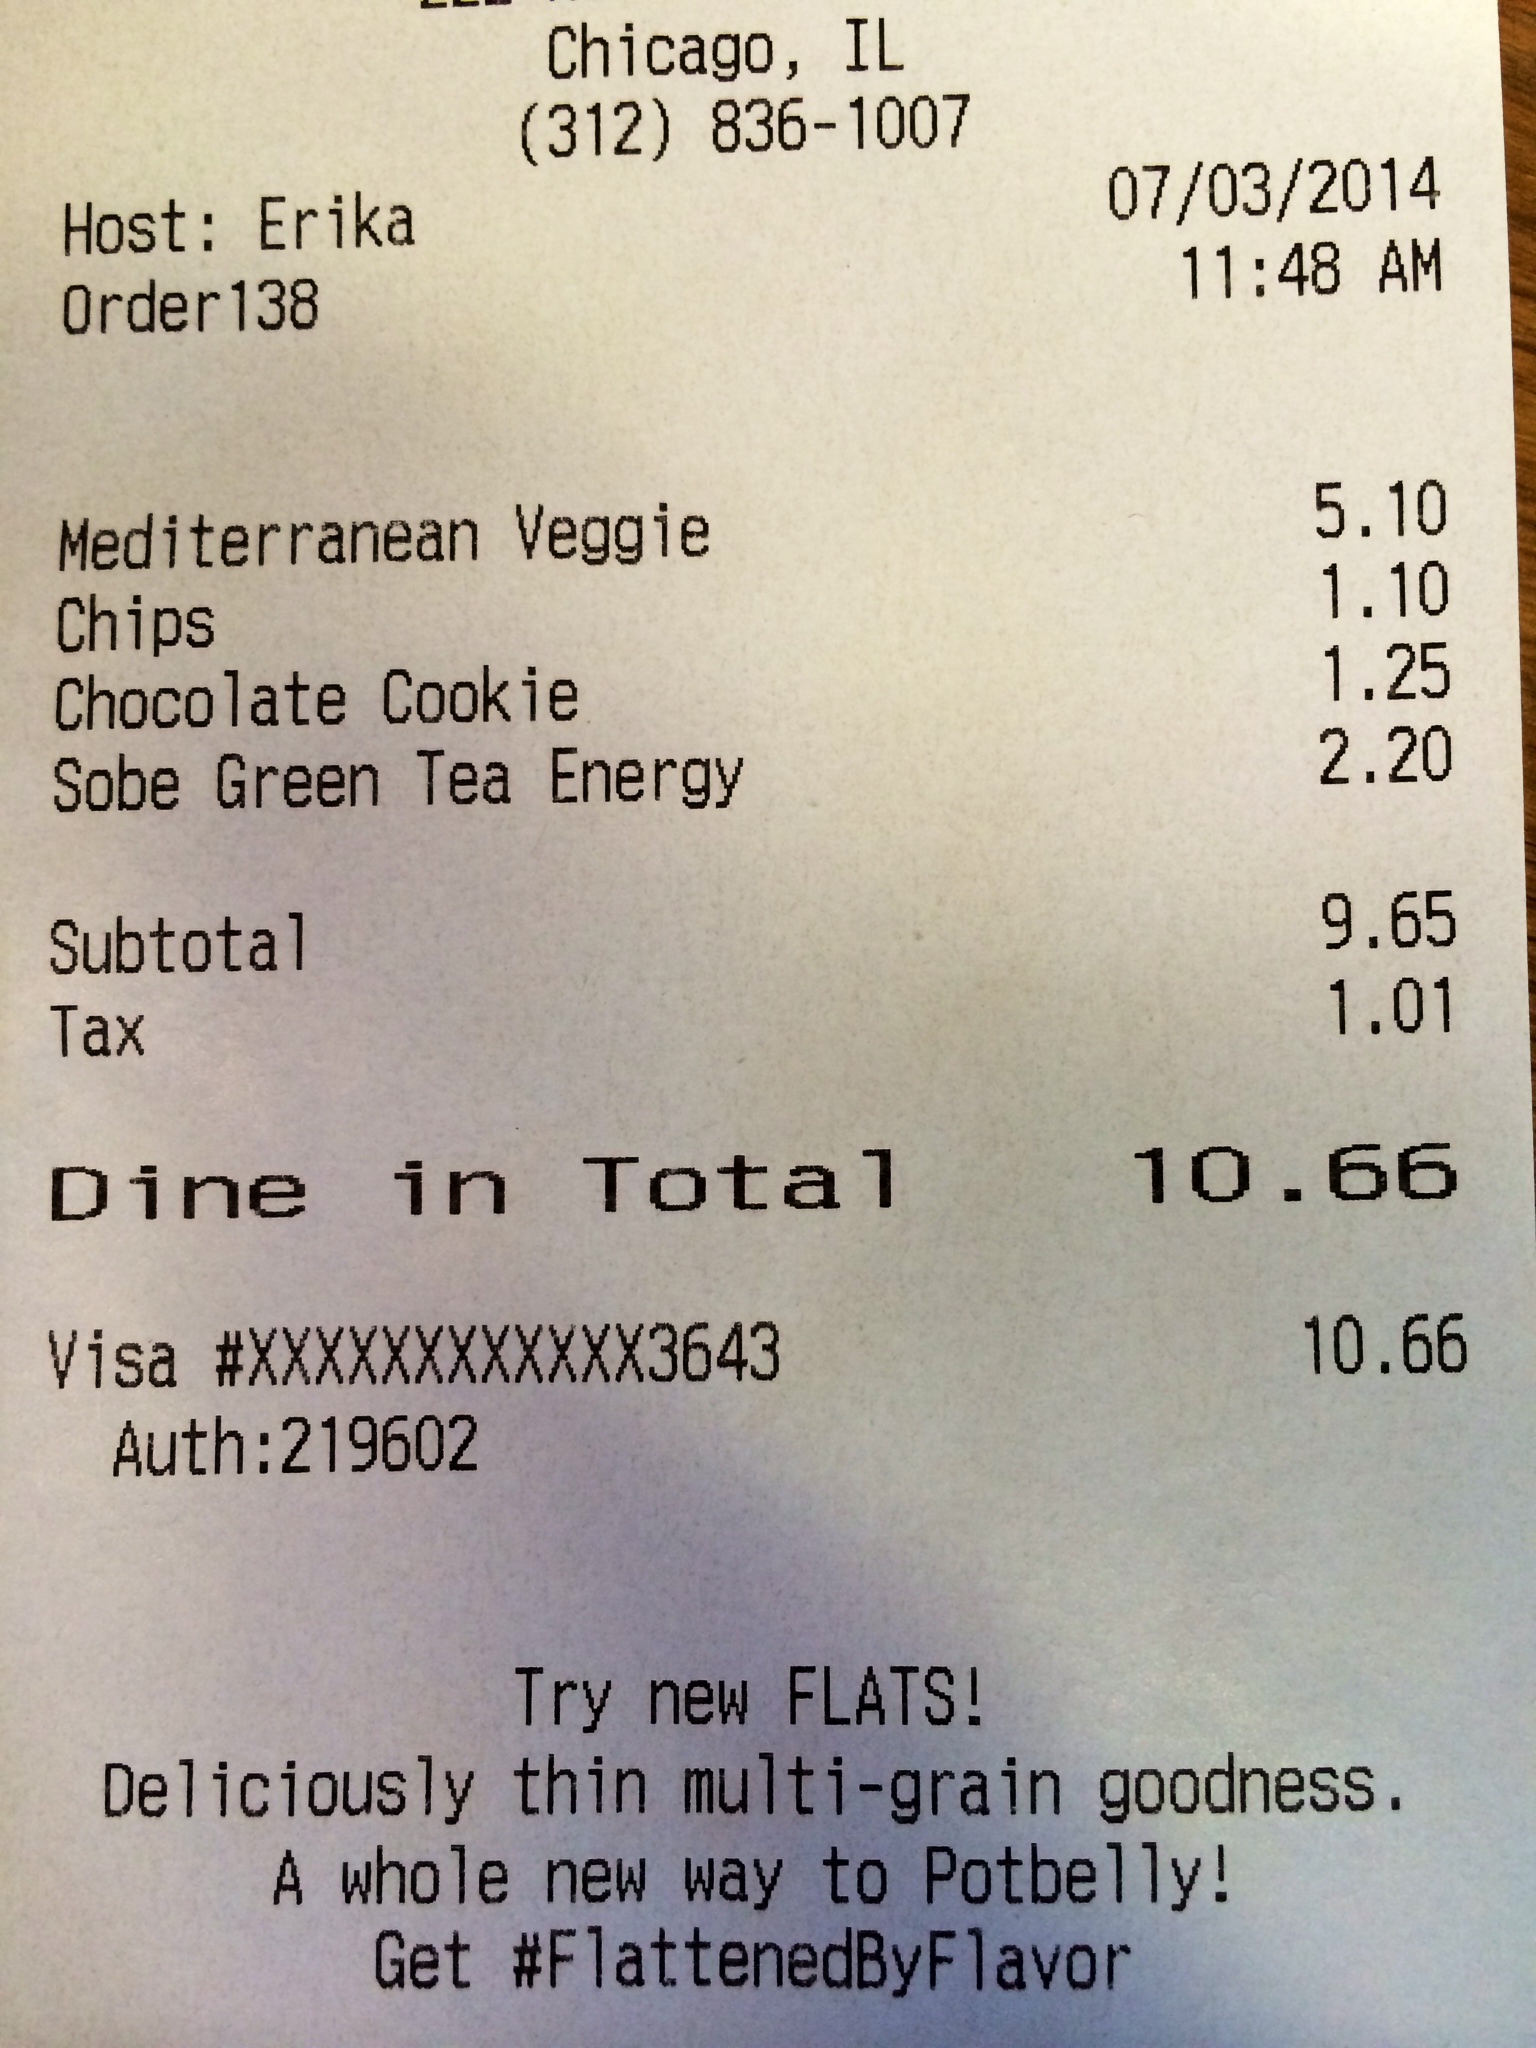 Chicago, IL
(312) 836-1007
07/03/2014
Host: Erika
11:48 AM
Order138
Mediterranean Veggie 5.10
Chips 1.10
Chocolate Cookie 1.25
Sobe Green Tea Energy 2.20
Subtotal 9.65
Tax 1.01
Dine in Total 10.66
Visa #XXXXXXXXXXXX3643 10.66
Auth:219602
Try new FLATS!
Deliciously thin multi-grain goodness.
A whole new way to Potbelly!
Get #FlattenedByFlavor